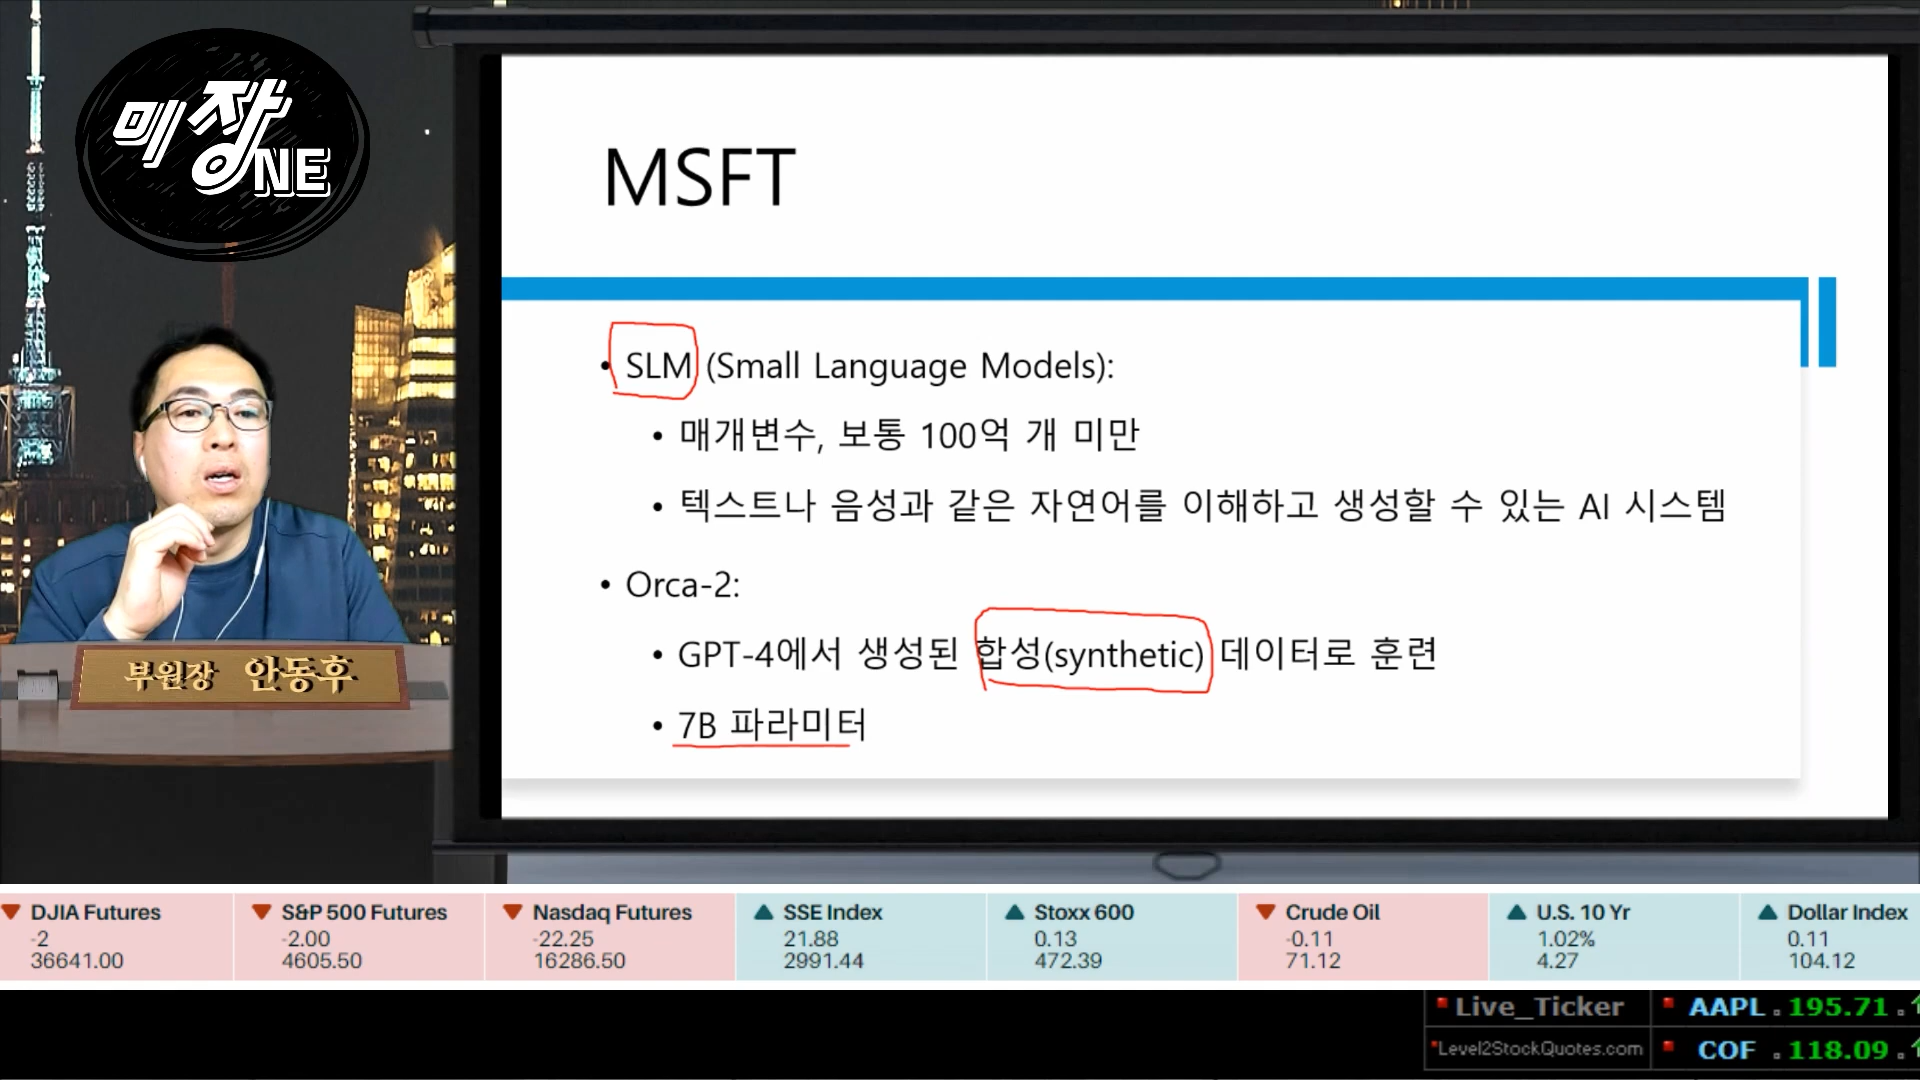 미장
NE
MSFT
• SLM (Small Language Models):
• 매개변수, 보통 100억 개 미만
• 텍스트나 음성과 같은 자연어를 이해하고 생성할 수 있는 AI 시스템
• Orca-2:
• GPT-4에서 생성된 합성(synthetic) 데이터로 훈련
• 7B 파라미터
부원장 안동후
DJIA Futures
-2
36641.00
S&P 500 Futures
-2.00
4605.50
Nasdaq Futures
-22.25
16286.50
SSE Index
21.88
2991.44
Stoxx 600
0.13
472.39
Crude Oil
-0.11
71.12
U.S. 10 Yr
1.02%
4.27
Dollar Index
0.11
104.12
Live_Ticker
AAPL 195.71
Level2StockQuotes.com
COF 118.09